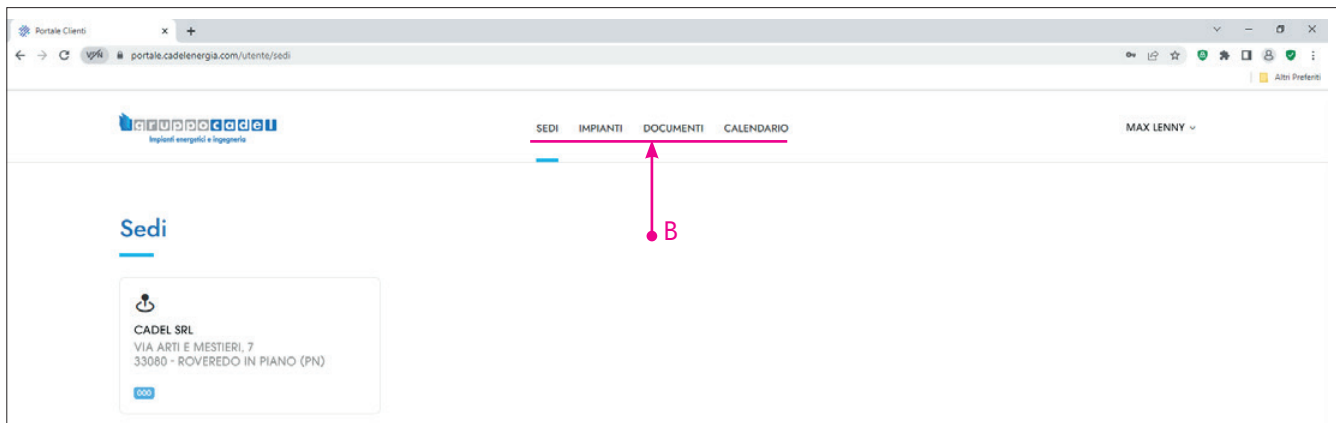 Portale Clienti
VPN portale.cadelenergia.com/utente/sedi
Altri Preferiti
gruppocadel
Impianti energetici e ingegneria
SEDI IMPIANTI DOCUMENTI CALENDARIO MAX LENNY
B
Sedi
CADEL SRL
VIA ARTI E MESTIERI, 7
33080 - ROVEREDO IN PIANO (PN)
000